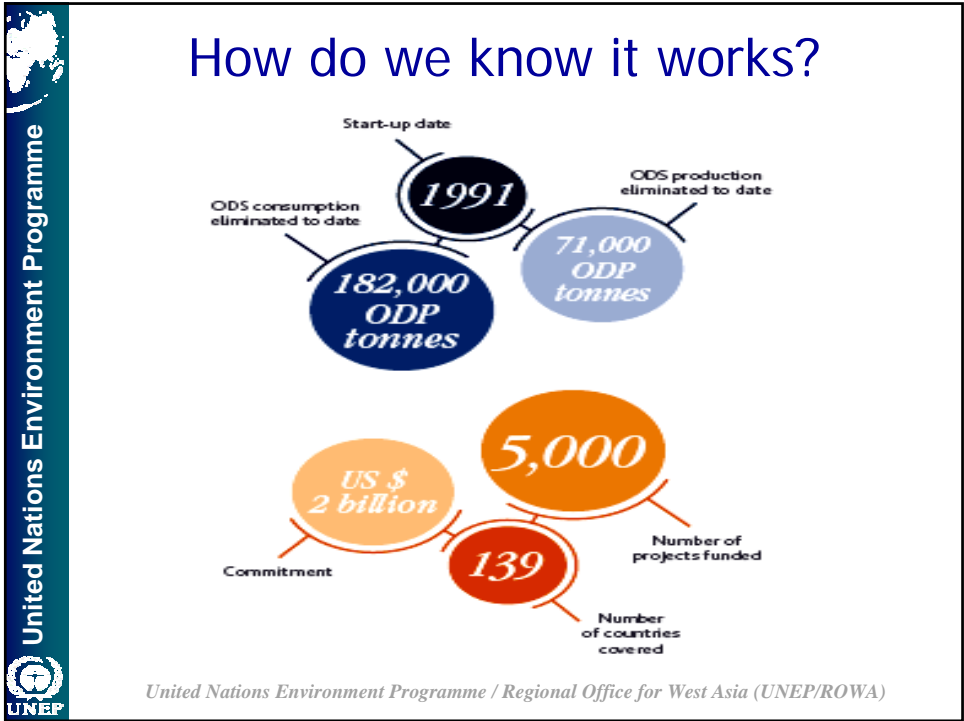 How do we know it works?
Start-up date
1991
ODS production
eliminated to date
71,000
ODP
tonnes
ODS consumption
eliminated to date
182,000
ODP
tonnes
5,000
Number of
projects funded
US $
2 billion
Commitment
139
Number
of countries
covered
United Nations Environment Programme
UNEP
United Nations Environment Programme / Regional Office for West Asia (UNEP/ROWA)